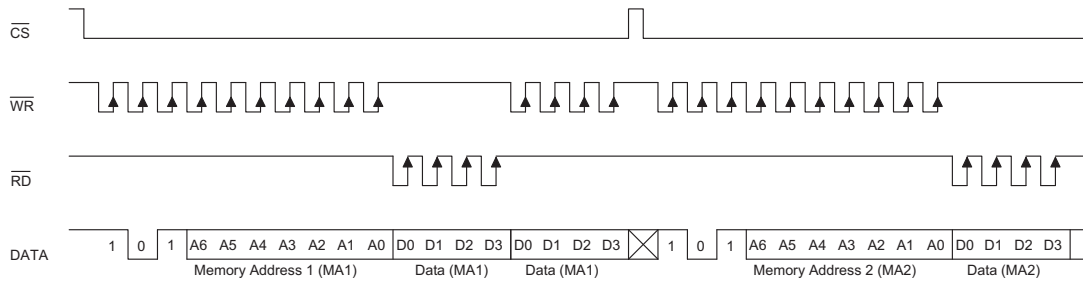 CS
WR
RD
DATA 1 0 1 A6 A5 A4 A3 A2 A1 A0 D0 D1 D2 D3 D0 D1 D2 D3 1 0 1 A6 A5 A4 A3 A2 A1 A0 D0 D1 D2 D3
Memory Address 1 (MA1) Data (MA1) Data (MA1) Memory Address 2 (MA2) Data (MA2)